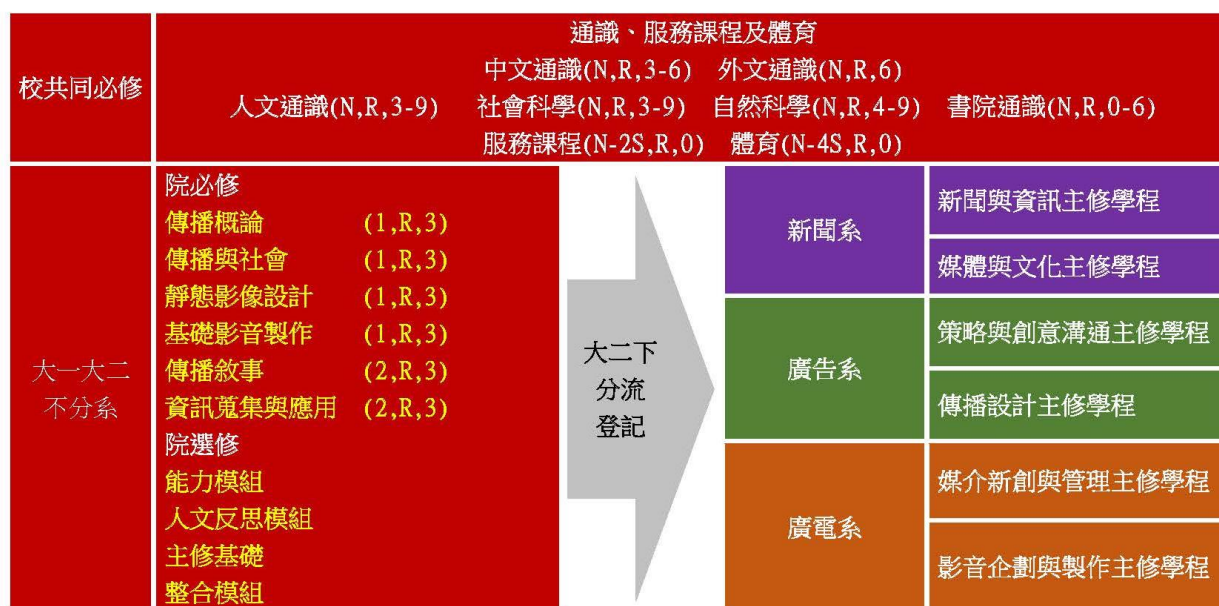 校共同必修
通識、服務課程及體育
中文通識(N,R,3-6) 外文通識(N,R,6)
人文通識(N,R,3-9) 社會科學(N,R,3-9) 自然科學(N,R,4-9) 書院通識(N,R,0-6)
服務課程(N-2S,R,0) 體育(N-4S,R,0)
大一大二
不分系
院必修
傳播概論 (1,R,3)
傳播與社會 (1,R,3)
靜態影像設計 (1,R,3)
基礎影音製作 (1,R,3)
傳播敘事 (2,R,3)
資訊蒐集與應用 (2,R,3)
院選修
能力模組
人文反思模組
主修基礎
整合模組
大二下
分流
登記
新聞系
新聞與資訊主修學程
媒體與文化主修學程
廣告系
策略與創意溝通主修學程
傳播設計主修學程
廣電系
媒介新創與管理主修學程
影音企劃與製作主修學程